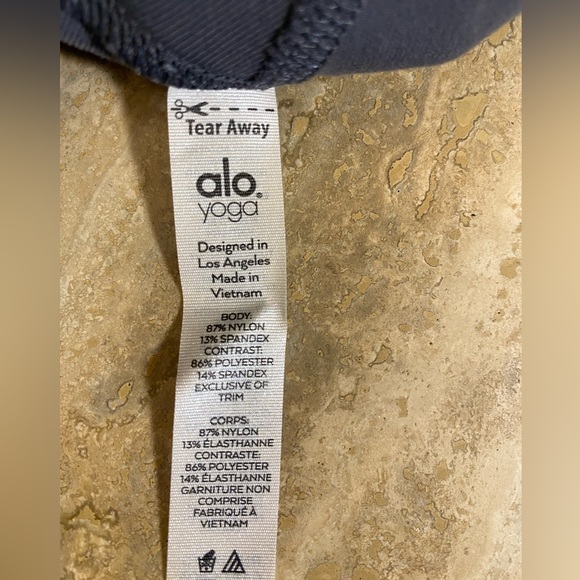 Tear Away
alo®
yoga
Designed in
Los Angeles
Made in
Vietnam
BODY:
87% NYLON
13% SPANDEX
CONTRAST:
86% POLYESTER
14% SPANDEX
EXCLUSIVE OF
TRIM
CORPS:
87% NYLON
13% ÉLASTHANNE
CONTRASTE:
86% POLYESTER
14% ÉLASTHANNE
GARNITURE NON
COMPRISE
FABRIQUÉ À
VIETNAM